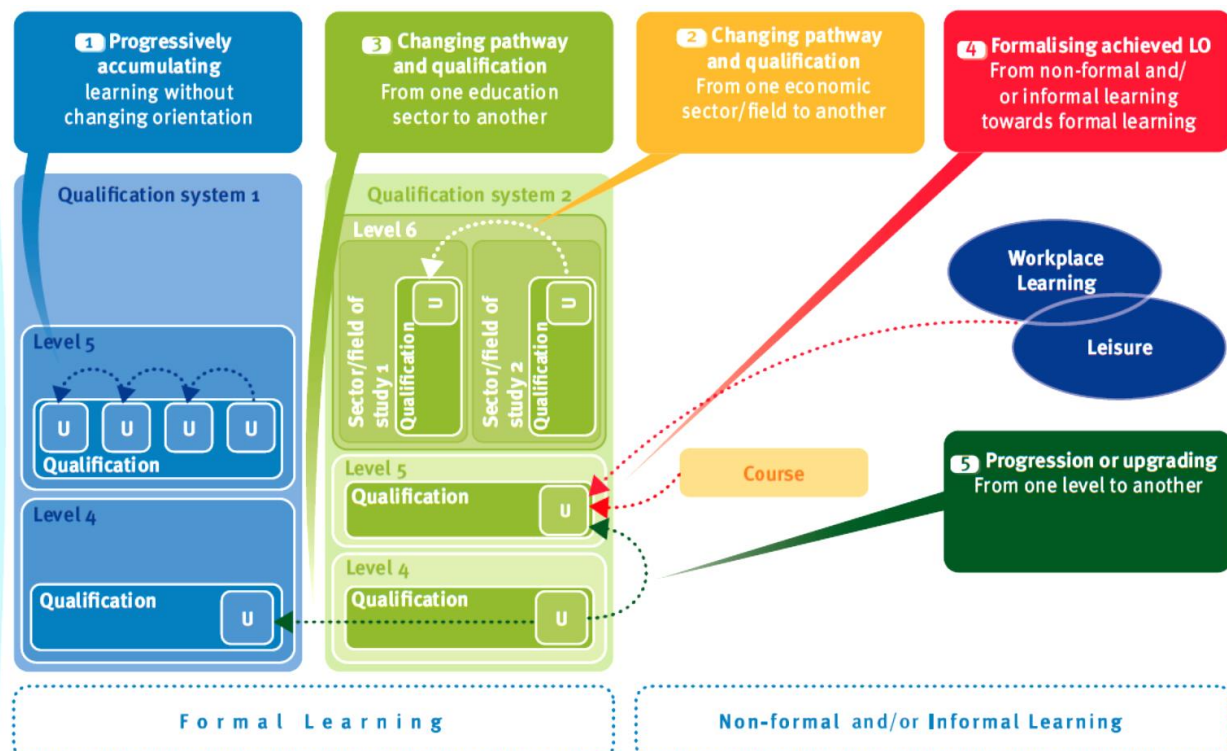 1 Progressively
accumulating
learning without
changing orientation
3 Changing pathway
and qualification
From one education
sector to another
2 Changing pathway
and qualification
From one economic
sector/field to another
4 Formalising achieved LO
From non-formal and/
or informal learning
towards formal learning
Qualification system 1
Level 5
U U U U
Qualification
Level 4
Qualification
U
Qualification system 2
Level 6
Sector/field of
study 1
Qualification
U
Sector/field of
study 2
Qualification
U
Level 5
Qualification
U
Level 4
Qualification
U
Workplace
Learning
Leisure
Course
5 Progression or upgrading
From one level to another
Formal Learning
Non-formal and/or Informal Learning